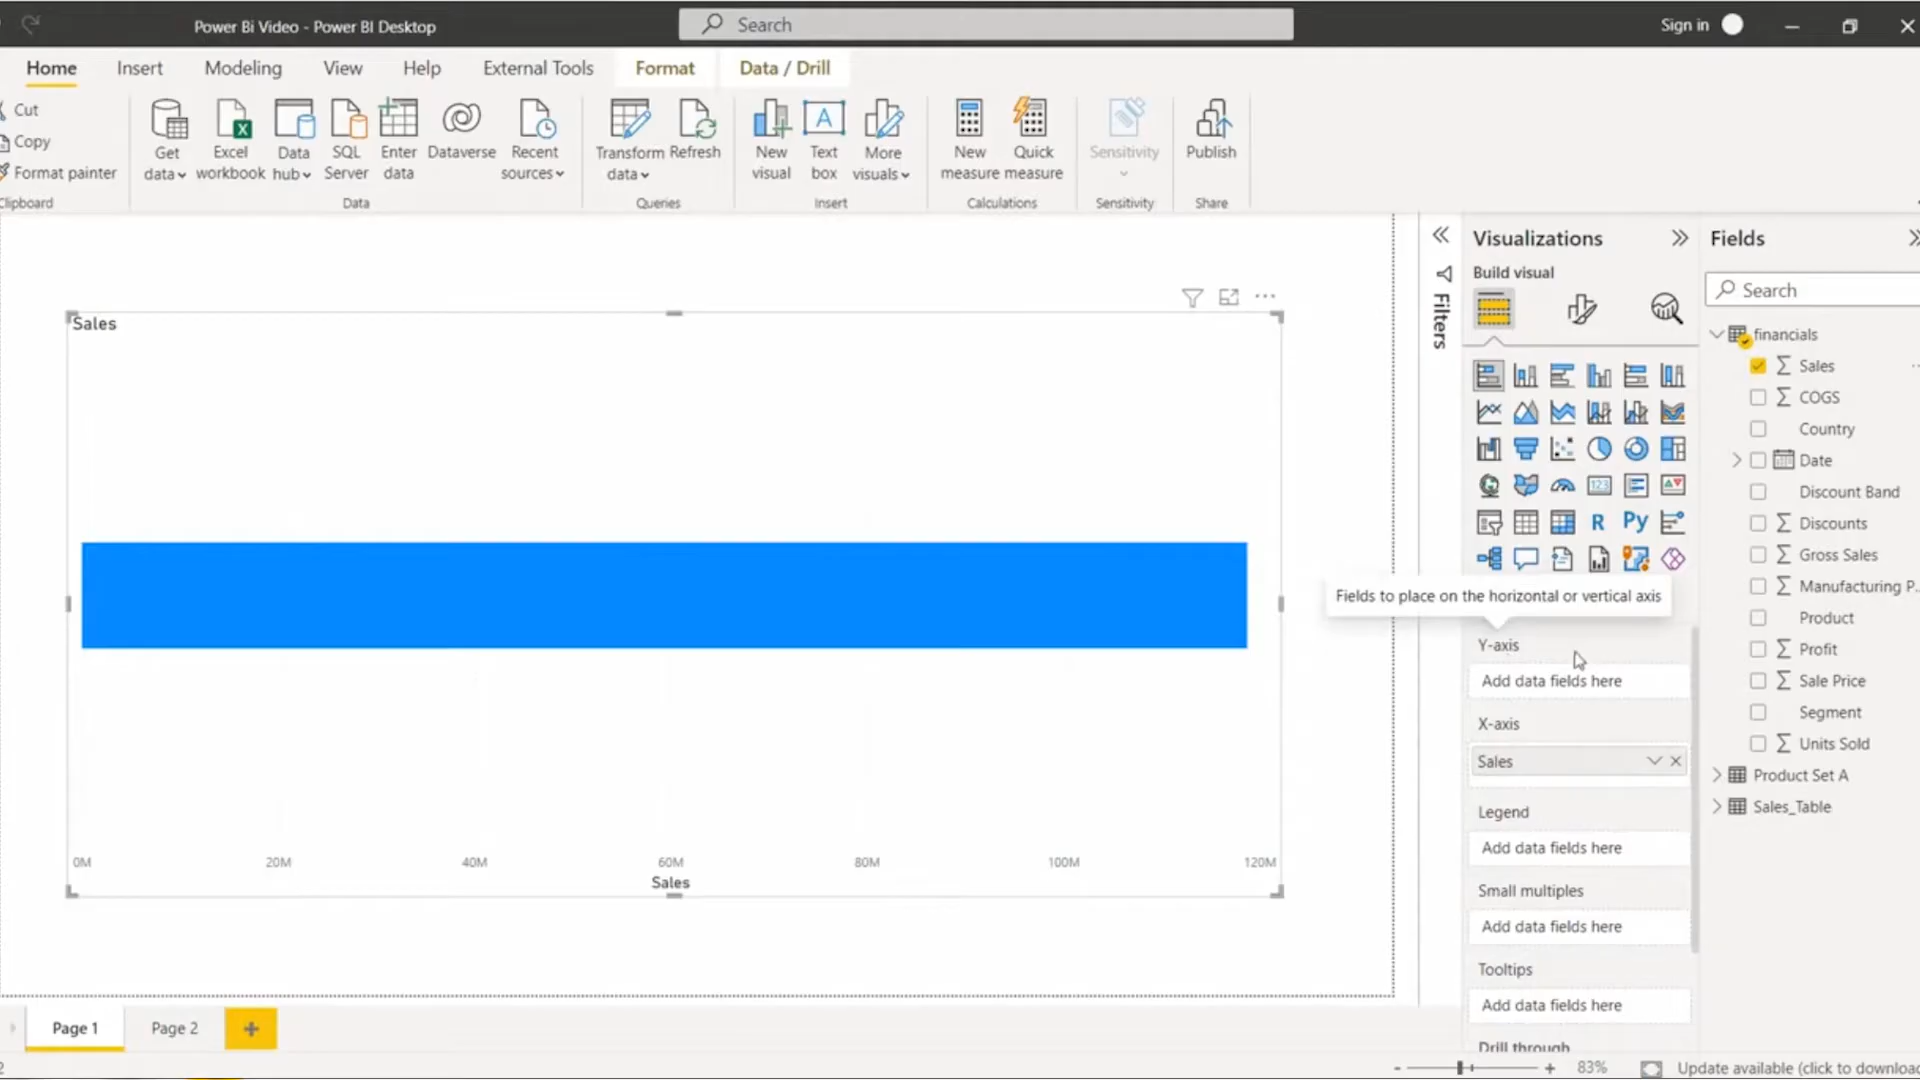 Power Bi Video - Power BI Desktop
Search
Sign in
Home
Insert
Modeling
View
Help
External Tools
Format
Data / Drill
Cut
Copy
Format painter
Clipboard
Get data
Excel workbook
Data hub
SQL Server
Enter data
Dataverse
Recent sources
Data
Transform data
Refresh
Queries
New visual
Text box
More visuals
Insert
New measure
Quick measure
Calculations
Sensitivity
Sensitivity
Publish
Share
Sales
0M
20M
40M
60M
80M
100M
120M
Sales
Filters
Visualizations
Build visual
123
R
Py
Fields to place on the horizontal or vertical axis
Y-axis
Add data fields here
X-axis
Sales
Legend
Add data fields here
Small multiples
Add data fields here
Tooltips
Add data fields here
Drill through
Fields
Search
financials
Sales
COGS
Country
Date
Discount Band
Discounts
Gross Sales
Manufacturing P...
Product
Profit
Sale Price
Segment
Units Sold
Product Set A
Sales_Table
Page 1
Page 2
83%
Update available (click to download